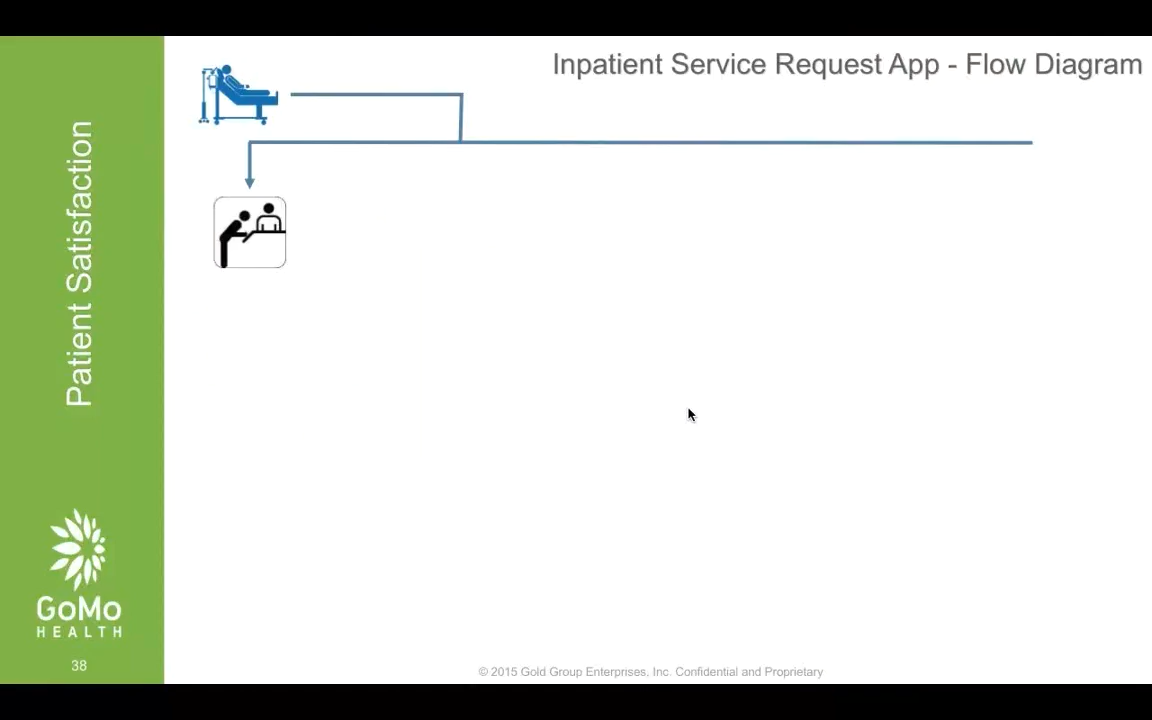 Inpatient Service Request App - Flow Diagram
Patient Satisfaction
GoMo
HEALTH
38
© 2015 Gold Group Enterprises, Inc. Confidential and Proprietary